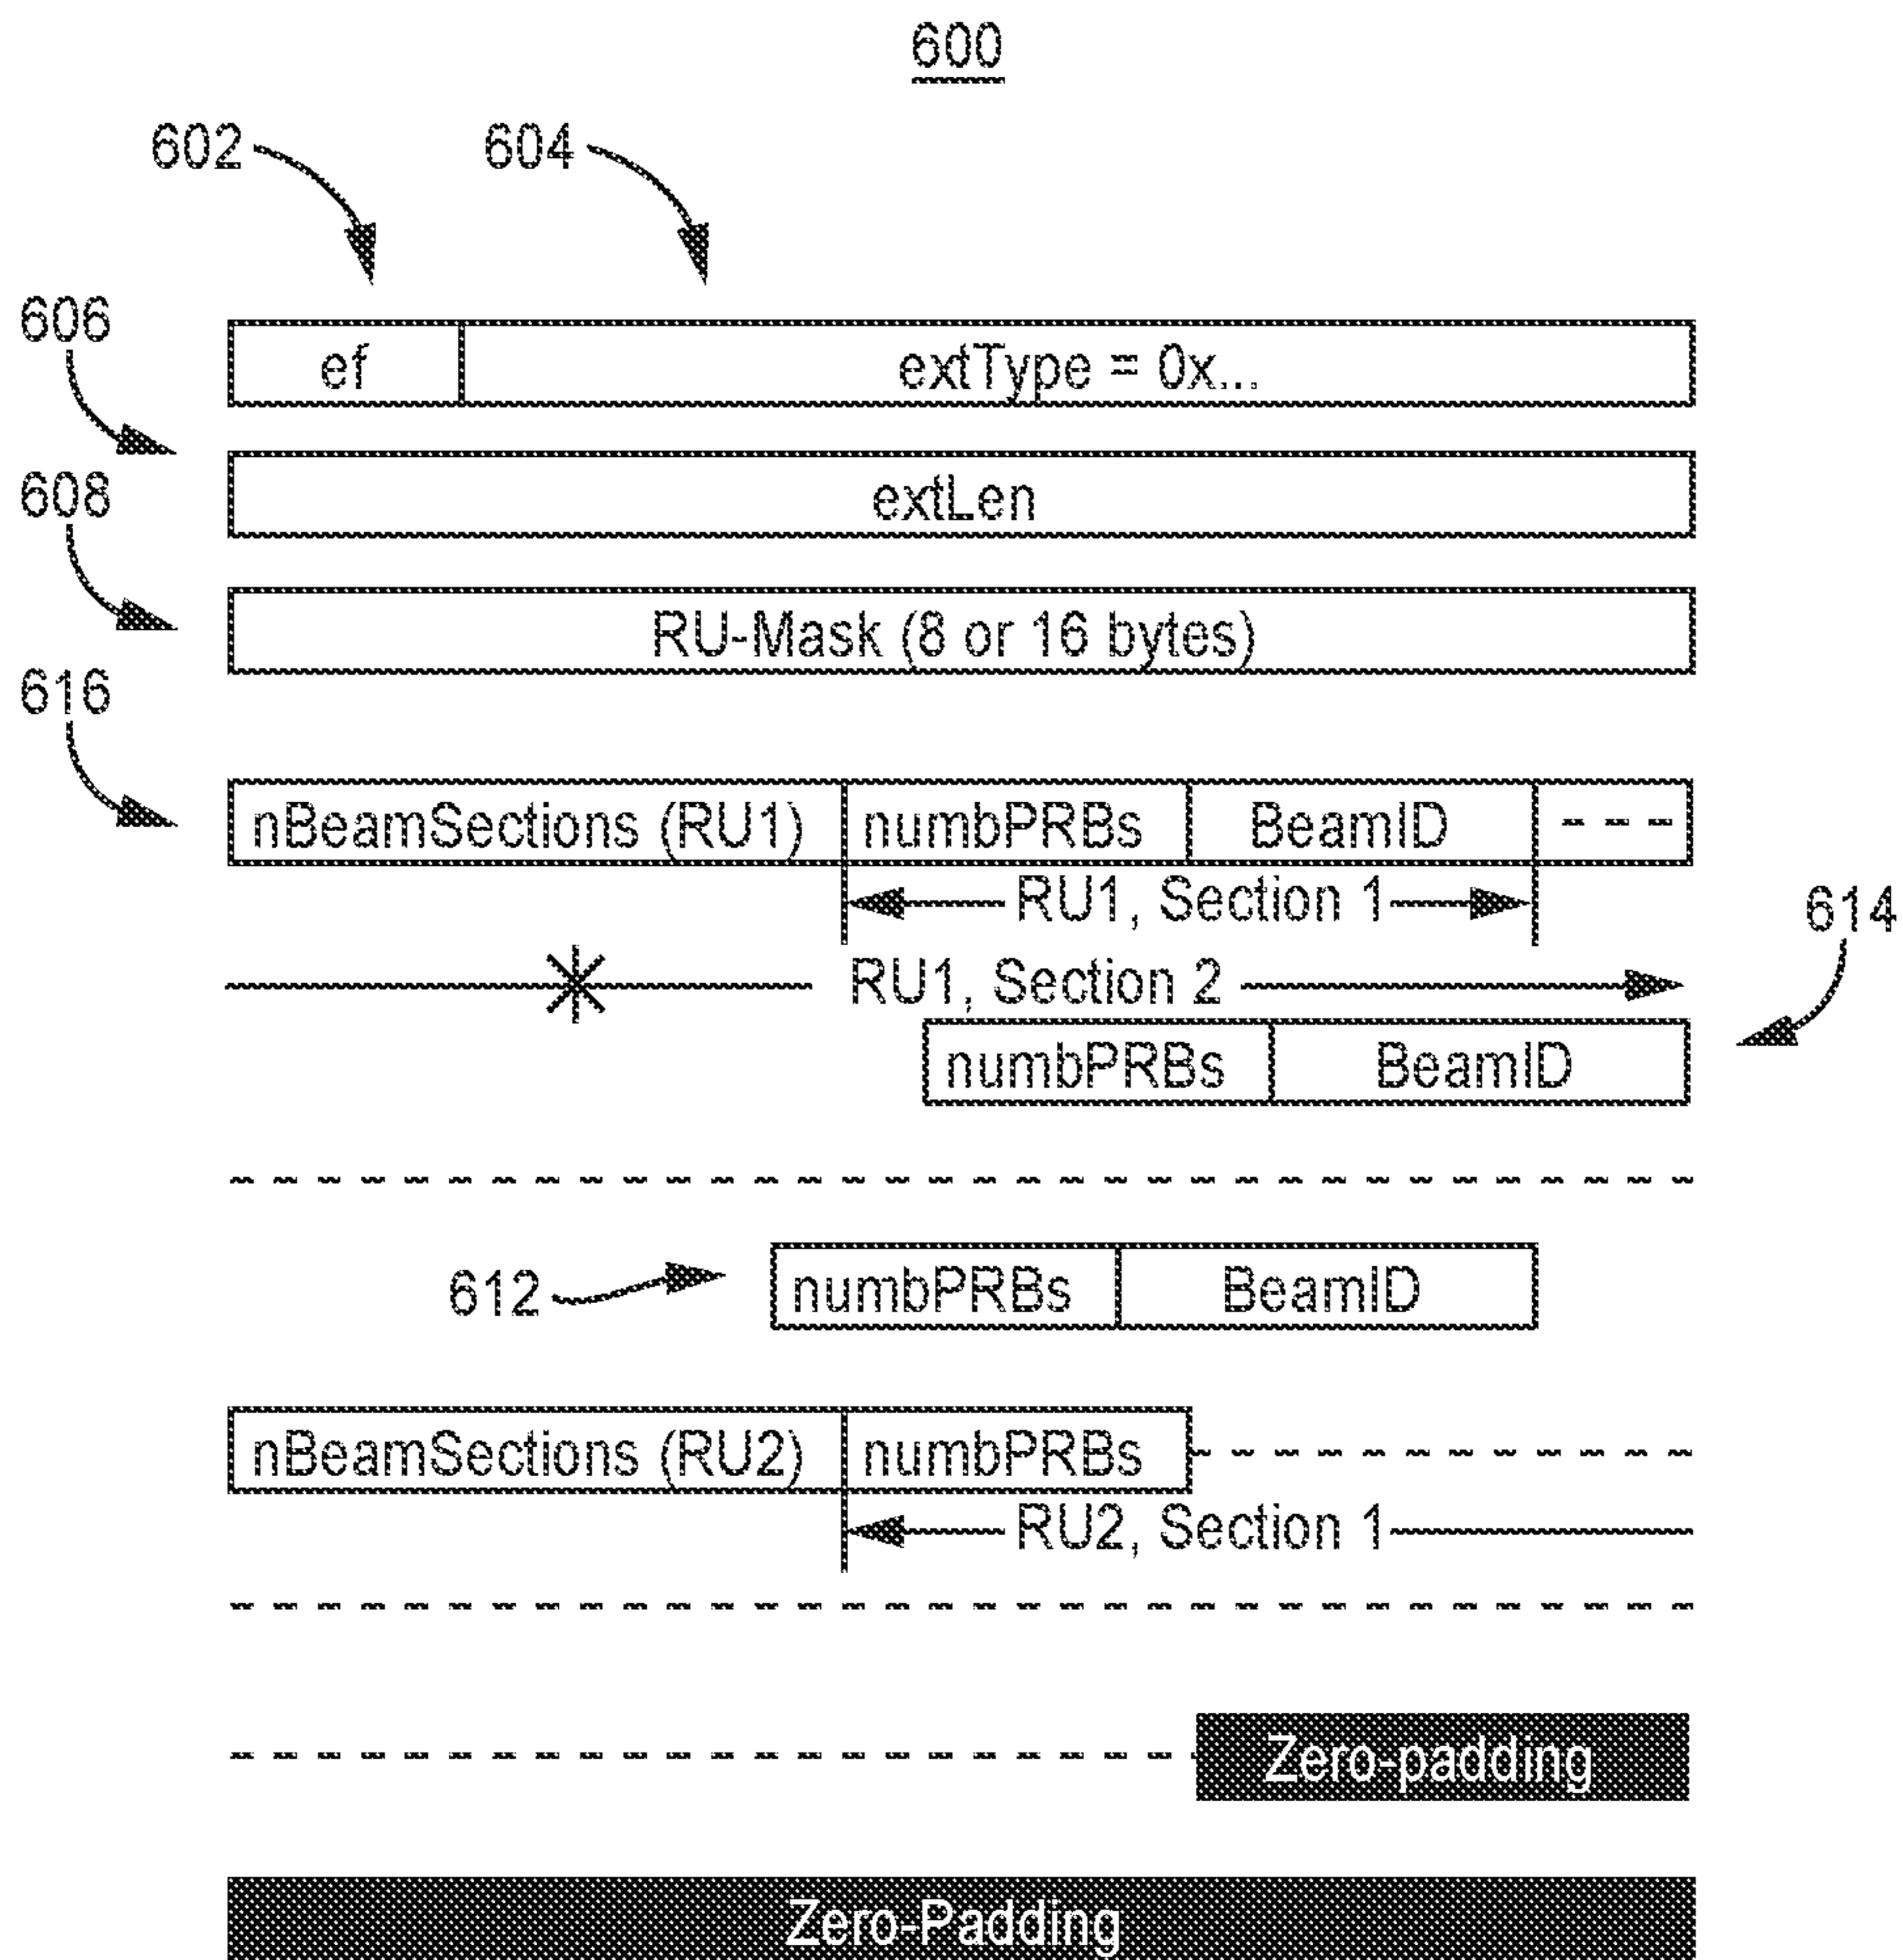 600
602 604
606
ef extType = 0x...
extLen
608
RU-Mask (8 or 16 bytes)
616
nBeamSections (RU1) numbPRBs BeamID
RU1, Section 1
614
RU1, Section 2
numbPRBs BeamID
612 numbPRBs BeamID
nBeamSections (RU2) numbPRBs
RU2, Section 1
Zero-padding
Zero-Padding